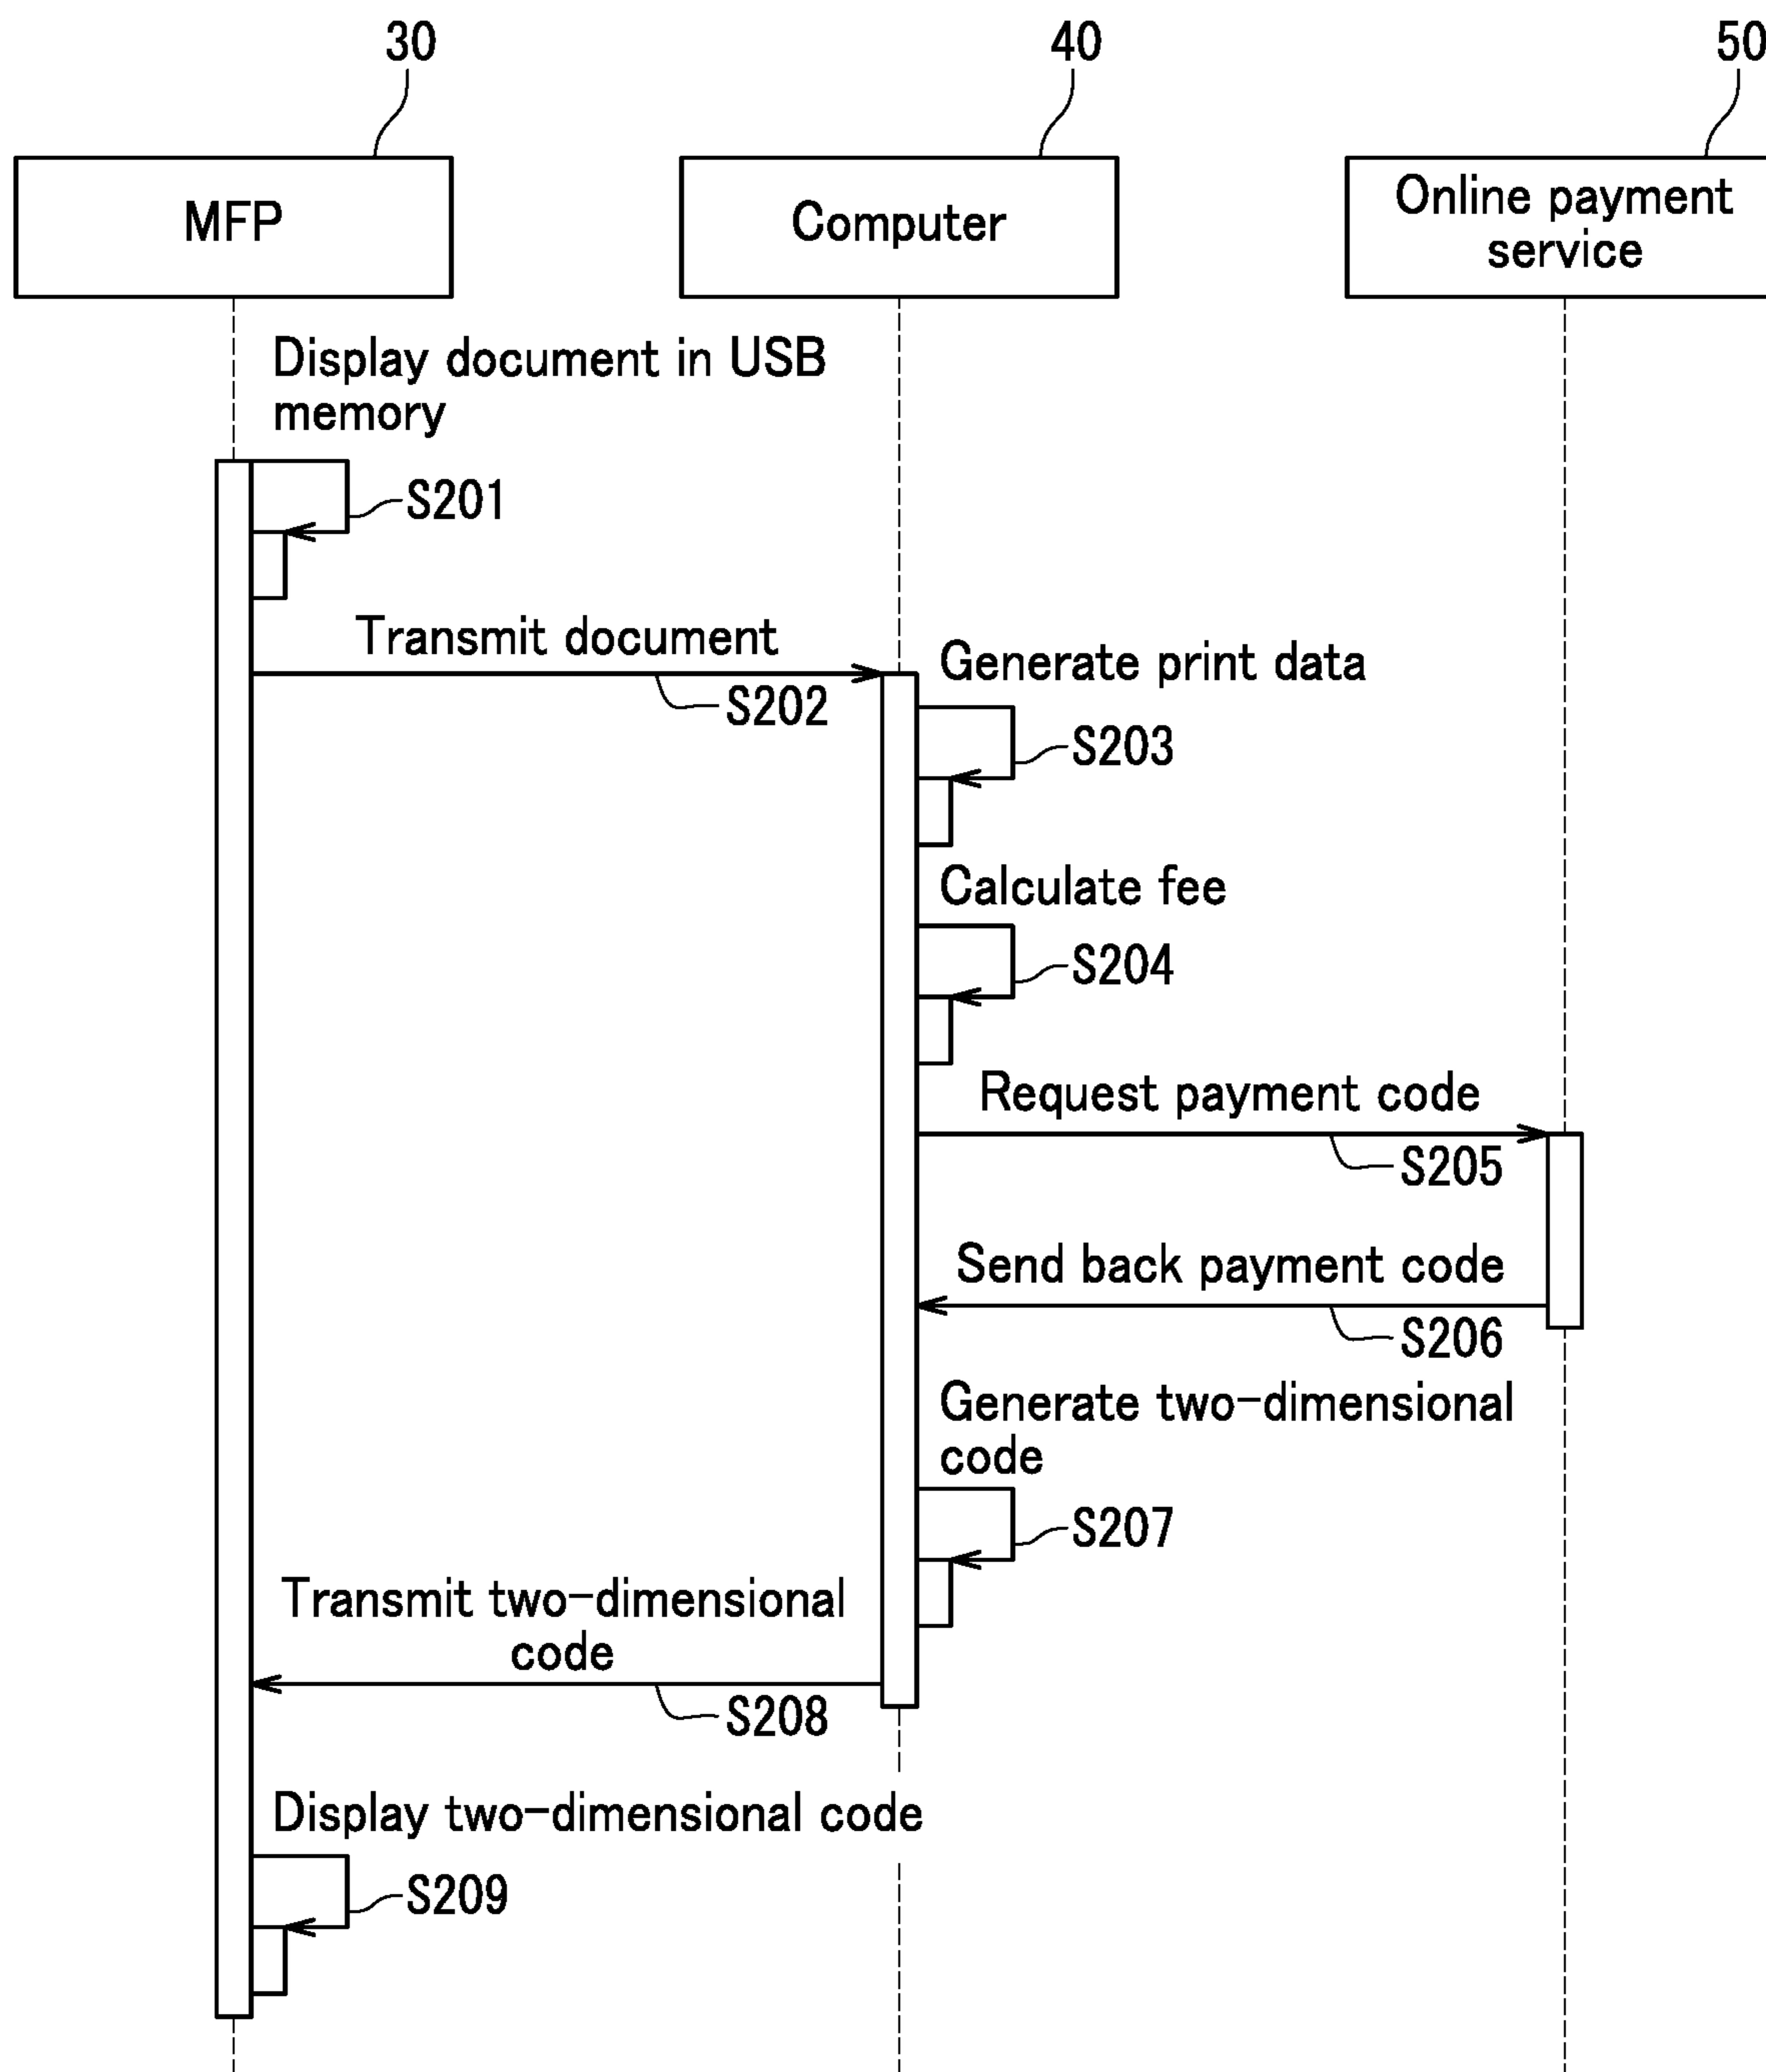 30
40
50
MFP
Computer
Online payment
service
Display document in USB
memory
S201
Transmit document
S202
Generate print data
S203
Calculate fee
S204
Request payment code
S205
Send back payment code
S206
Generate two-dimensional
code
S207
Transmit two-dimensional
code
S208
Display two-dimensional code
S209